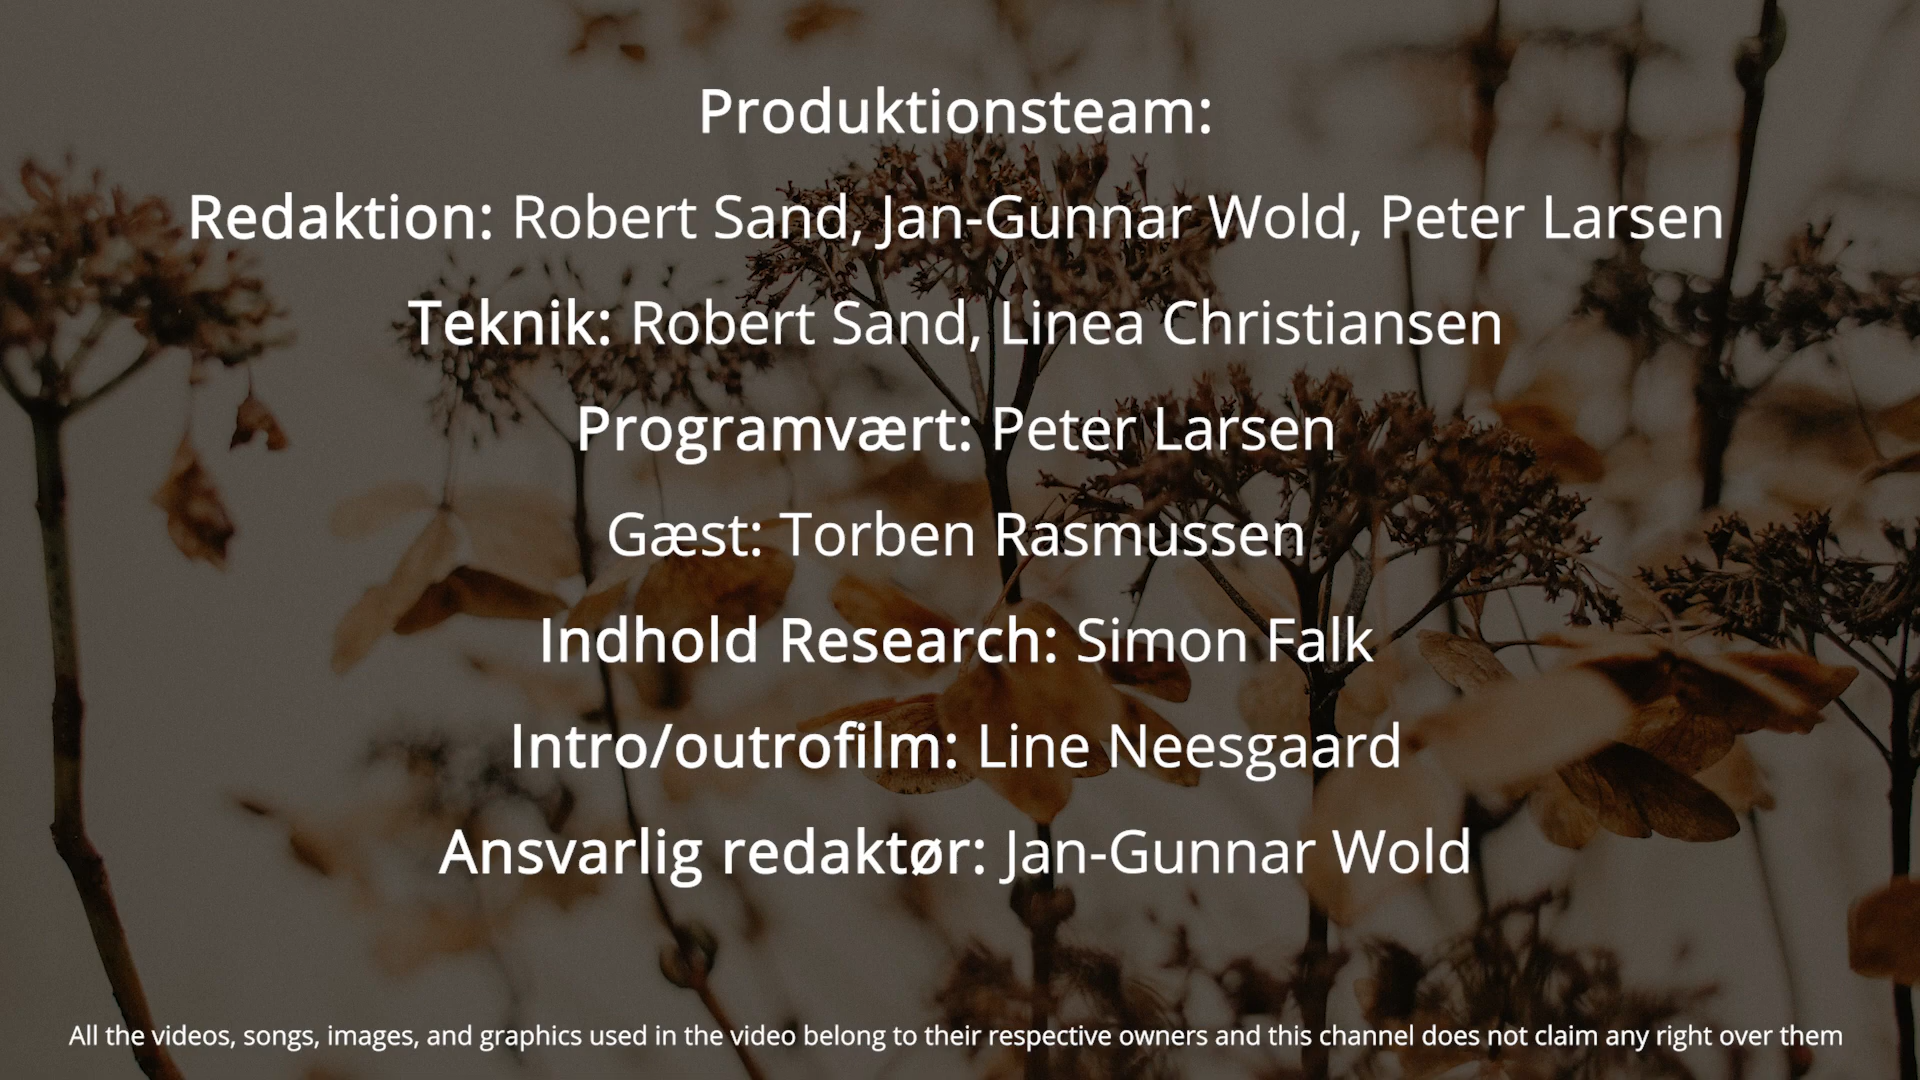 Produktionsteam:
Redaktion: Robert Sand, Jan-Gunnar Wold, Peter Larsen
Teknik: Robert Sand, Linea Christiansen
Programvært: Peter Larsen
Gæst: Torben Rasmussen
Indhold Research: Simon Falk
Intro/outrofilm: Line Neesgaard
Ansvarlig redaktør: Jan-Gunnar Wold
All the videos, songs, images, and graphics used in the video belong to their respective owners and this channel does not claim any right over them